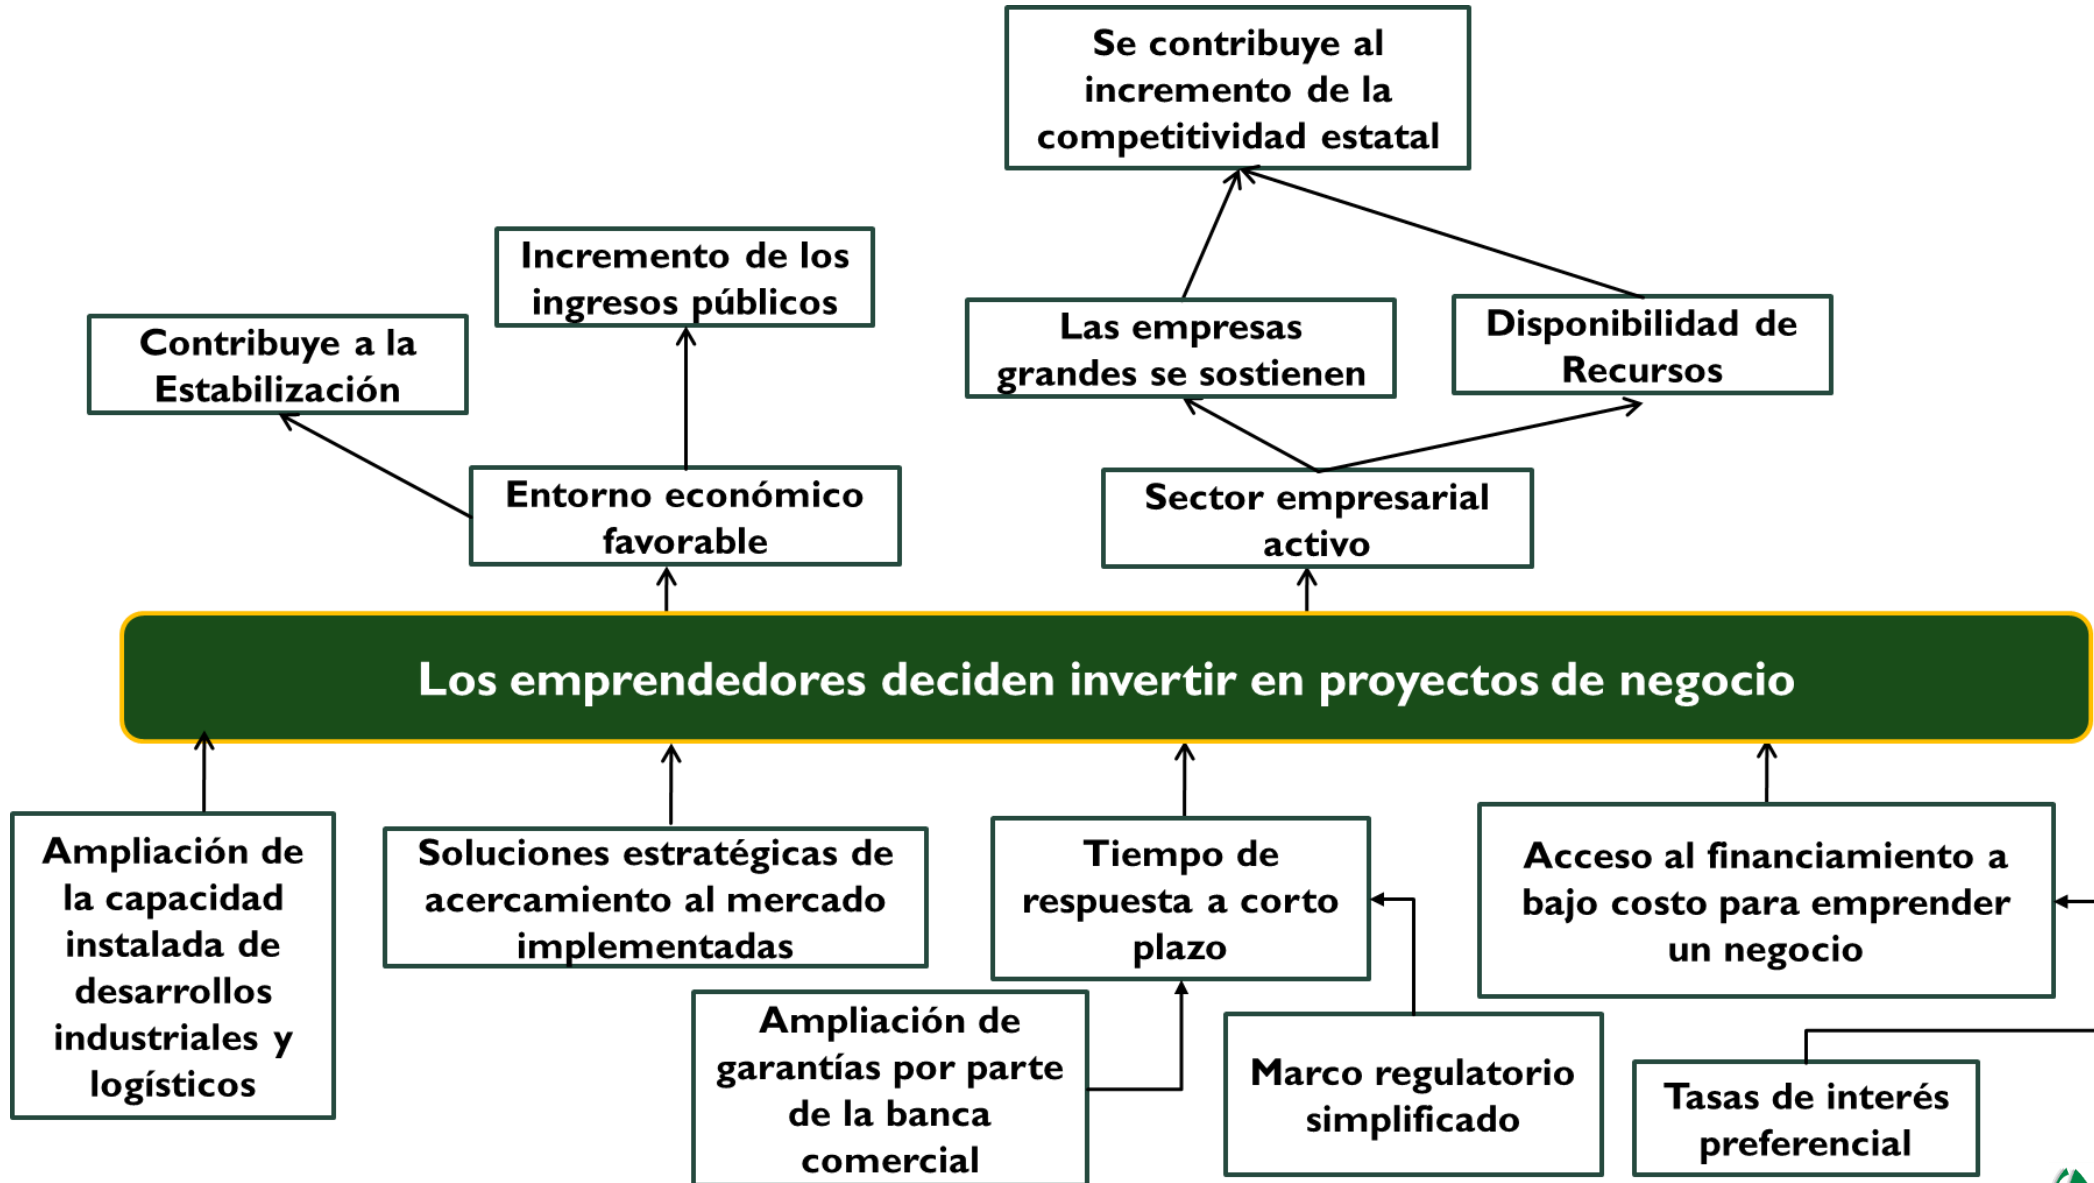 Se contribuye al
incremento de la
competitividad estatal
Incremento de los
ingresos públicos
Contribuye a la
Estabilización
Las empresas
grandes se sostienen
Disponibilidad de
Recursos
Entorno económico
favorable
Sector empresarial
activo
Los emprendedores deciden invertir en proyectos de negocio
Ampliación de
la capacidad
instalada de
desarrollos
industriales y
logísticos
Soluciones estratégicas de
acercamiento al mercado
implementadas
Tiempo de
respuesta a corto
plazo
Acceso al financiamiento a
bajo costo para emprender
un negocio
Ampliación de
garantías por parte
de la banca
comercial
Marco regulatorio
simplificado
Tasas de interés
preferencial